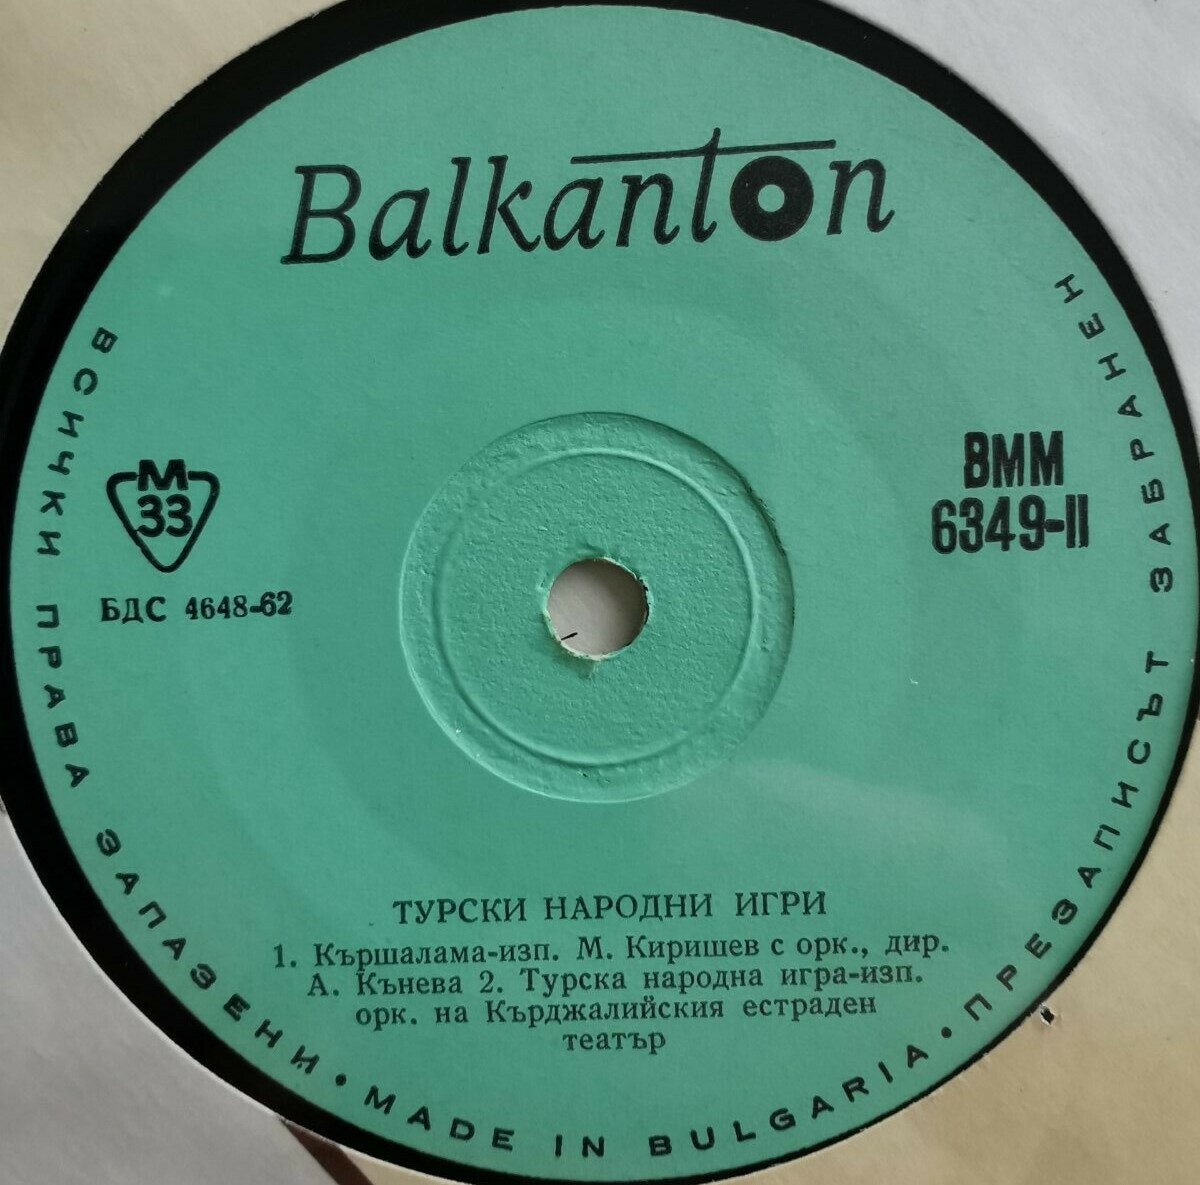 Balkanton
М
33
БДС 4648-62
ВММ
6349-II
ТУРСКИ НАРОДНИ ИГРИ
1. Кършалама-изп. М. Киришев с орк., дир.
А. Кънева 2. Турска народна игра-изп.
орк. на Кърджалийския естраден
театър
ВСИЧКИ ПРАВА ЗАПАЗЕНИ • MADE IN BULGARIA • ПРЕЗАПИСЪТ ЗАБРАНЕН